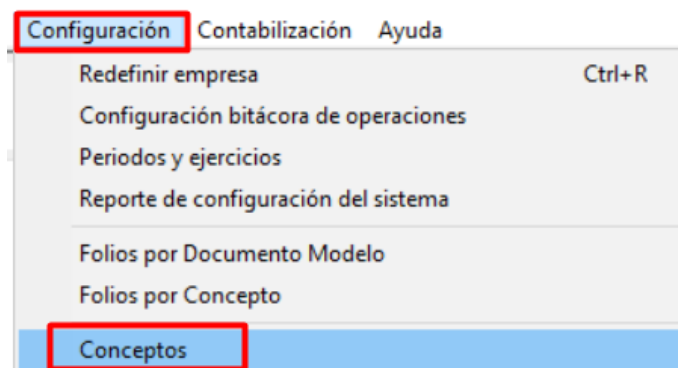 Configuración Contabilización Ayuda
Redefinir empresa Ctrl+R
Configuración bitácora de operaciones
Periodos y ejercicios
Reporte de configuración del sistema
Folios por Documento Modelo
Folios por Concepto
Conceptos